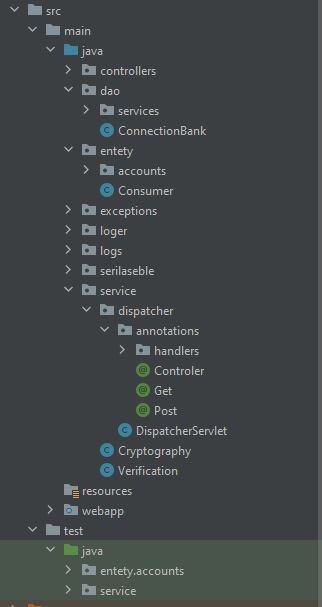 src
main
java
controllers
dao
services
ConnectionBank
entety
accounts
Consumer
exceptions
loger
logs
serilaseble
service
dispatcher
annotations
handlers
Controler
Get
Post
DispatcherServlet
Cryptography
Verification
resources
webapp
test
java
entety.accounts
service